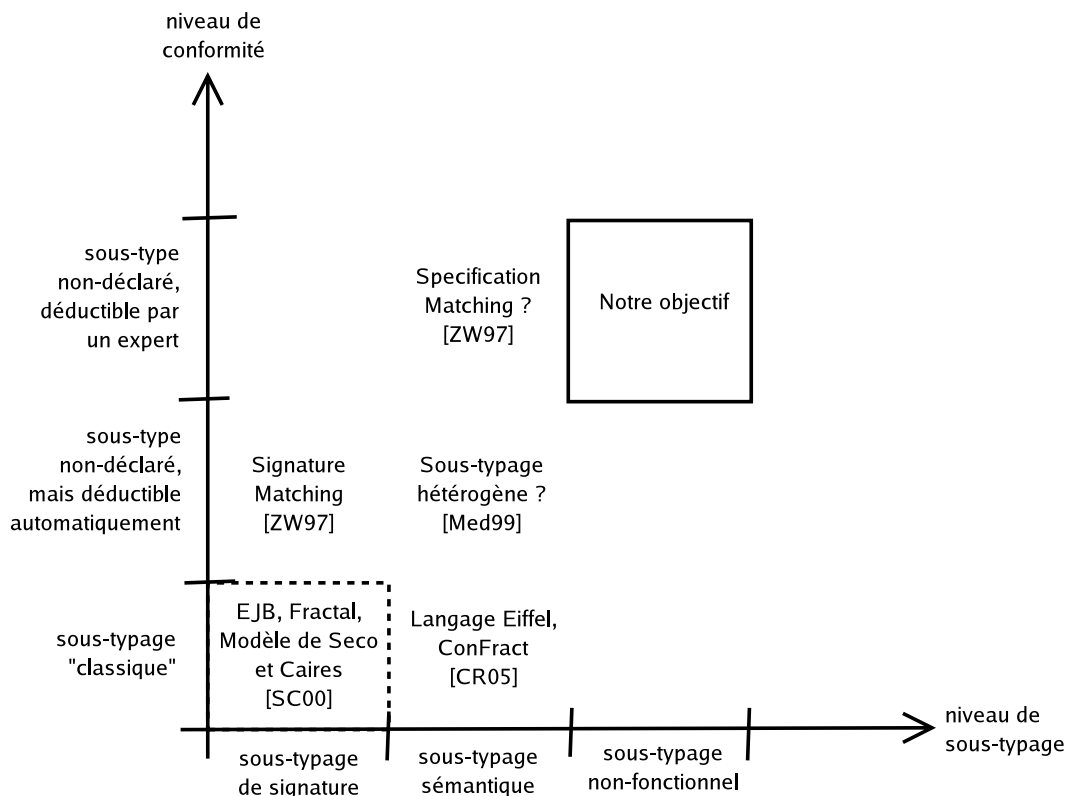 niveau de
conformité
sous-type
non-déclaré,
déductible par
un expert
Specification
Matching ?
[ZW97]
Notre objectif
sous-type
non-déclaré,
mais déductible
automatiquement
Signature
Matching
[ZW97]
Sous-typage
hétérogène ?
[Med99]
sous-typage
"classique"
EJB, Fractal,
Modèle de Seco
et Caires
[SC00]
Langage Eiffel,
ConFract
[CR05]
niveau de
sous-typage
sous-typage
de signature
sous-typage
sémantique
sous-typage
non-fonctionnel